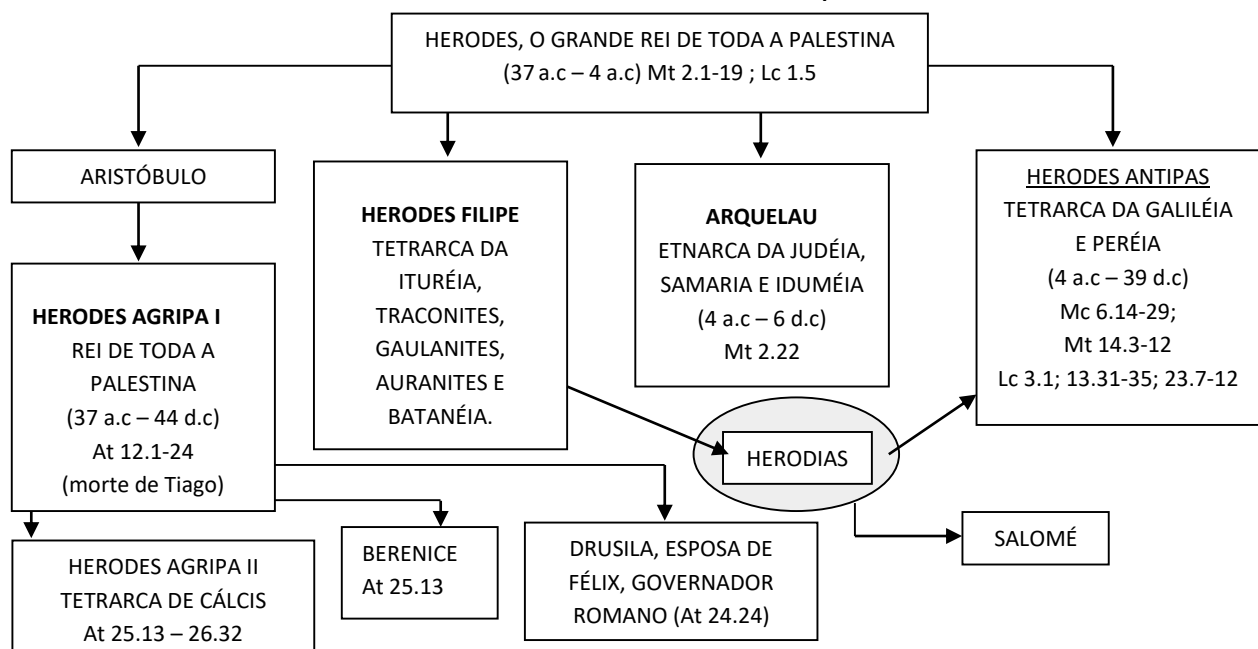 HERODES, O GRANDE REI DE TODA A PALESTINA
(37 a.c – 4 a.c) Mt 2.1-19 ; Lc 1.5
ARISTÓBULO
HERODES FILIPE
TETRARCA DA
ITURÉIA,
TRACONITES,
GAULANITES,
AURANITES E
BATANÉIA.
ARQUELAU
ETNARCA DA JUDÉIA,
SAMARIA E IDUMÉIA
(4 a.c – 6 d.c)
Mt 2.22
HERODES ANTIPAS
TETRARCA DA GALILÉIA
E PERÉIA
(4 a.c – 39 d.c)
Mc 6.14-29;
Mt 14.3-12
Lc 3.1; 13.31-35; 23.7-12
HERODES AGRIPA I
REI DE TODA A
PALESTINA
(37 a.c – 44 d.c)
At 12.1-24
(morte de Tiago)
HERODIAS
SALOMÉ
HERODES AGRIPA II
TETRARCA DE CÁLCIS
At 25.13 – 26.32
BERENICE
At 25.13
DRUSILA, ESPOSA DE
FÉLIX, GOVERNADOR
ROMANO (At 24.24)